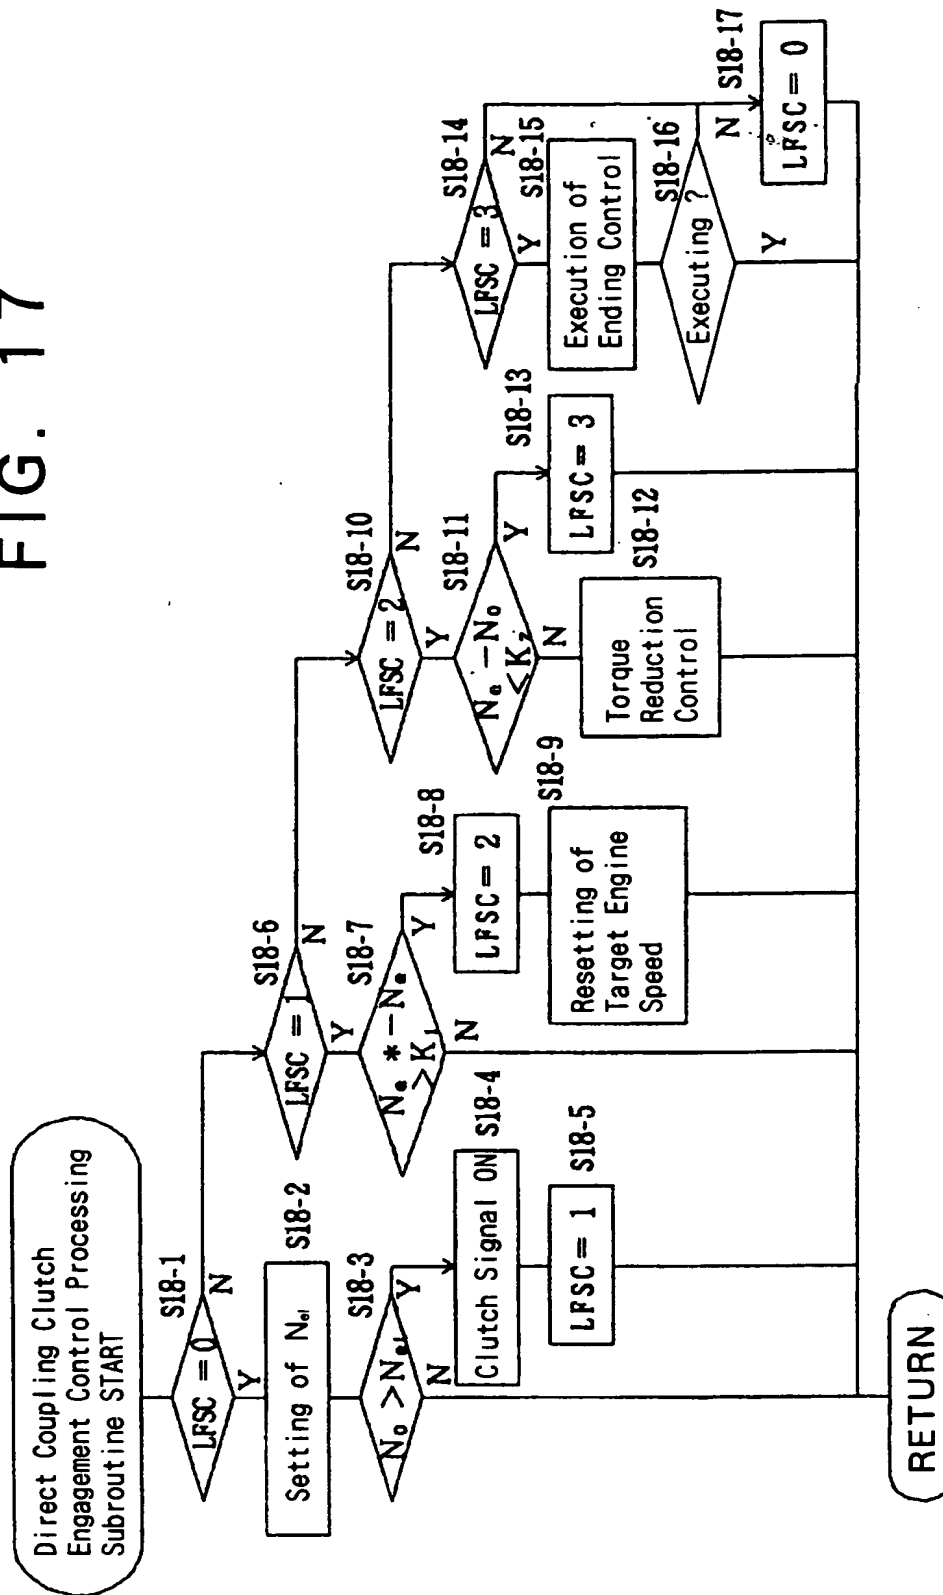 FIG. 17
Direct Coupling Clutch
Engagement Control Processing
Subroutine START
S18-1
LFSC = 0
N
Y
S18-2
Setting of Nei
S18-3
No > Nei
Y
N
S18-4
Clutch Signal ON
S18-5
LFSC = 1
S18-6
LFSC = 1
N
Y
S18-7
Ne * − Ne
> K1
Y
N
S18-8
LFSC = 2
S18-9
Resetting of
Target Engine
Speed
S18-10
LFSC = 2
N
Y
S18-11
Ne − No
< K2
Y
N
S18-12
Torque
Reduction
Control
S18-13
LFSC = 3
S18-14
LFSC = 3
N
Y
S18-15
Execution of
Ending Control
S18-16
Executing ?
N
Y
S18-17
LFSC = 0
RETURN